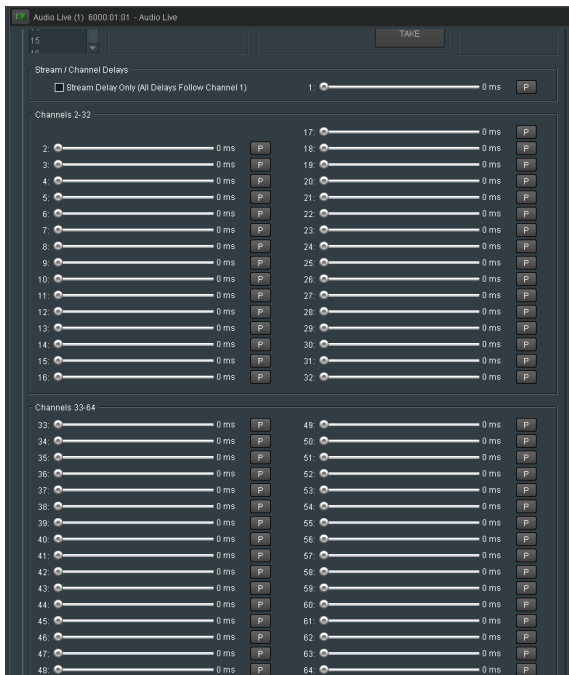 Audio Live (1) 6000:01:01 - Audio Live
15
TAKE
Stream / Channel Delays
Stream Delay Only (All Delays Follow Channel 1) 1: 0 ms P
Channels 2-32
17: 0 ms P
2: 0 ms P 18: 0 ms P
3: 0 ms P 19: 0 ms P
4: 0 ms P 20: 0 ms P
5: 0 ms P 21: 0 ms P
6: 0 ms P 22: 0 ms P
7: 0 ms P 23: 0 ms P
8: 0 ms P 24: 0 ms P
9: 0 ms P 25: 0 ms P
10: 0 ms P 26: 0 ms P
11: 0 ms P 27: 0 ms P
12: 0 ms P 28: 0 ms P
13: 0 ms P 29: 0 ms P
14: 0 ms P 30: 0 ms P
15: 0 ms P 31: 0 ms P
16: 0 ms P 32: 0 ms P
Channels 33-64
33: 0 ms P 49: 0 ms P
34: 0 ms P 50: 0 ms P
35: 0 ms P 51: 0 ms P
36: 0 ms P 52: 0 ms P
37: 0 ms P 53: 0 ms P
38: 0 ms P 54: 0 ms P
39: 0 ms P 55: 0 ms P
40: 0 ms P 56: 0 ms P
41: 0 ms P 57: 0 ms P
42: 0 ms P 58: 0 ms P
43: 0 ms P 59: 0 ms P
44: 0 ms P 60: 0 ms P
45: 0 ms P 61: 0 ms P
46: 0 ms P 62: 0 ms P
47: 0 ms P 63: 0 ms P
48: 0 ms P 64: 0 ms P